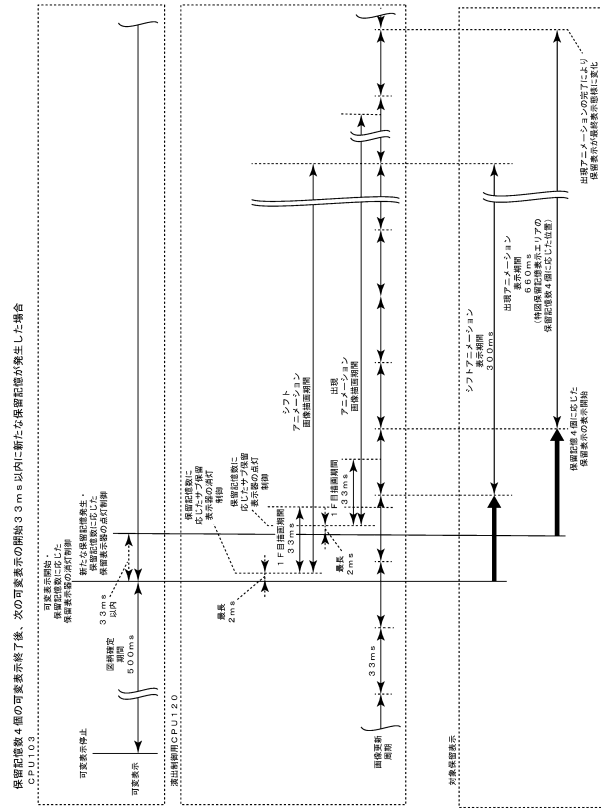 保留記憶数4個の可変表示終了後、次の可変表示の開始33ms以内に新たな保留記憶が発生した場合
CPU103
可変表示停止
可変表示
図柄確定
期間
500ms
可変表示開始・
保留記憶数に応じた
保留表示器の消灯制御
33ms
以内
新たな保留記憶発生・
保留記憶数に応じた
保留表示器の点灯制御
演出制御用CPU120
最長
2ms
保留記憶数に
応じたサブ保留
表示器の消灯
制御
保留記憶数に
応じたサブ保留
表示器の点灯
制御
1F目描画期間
33ms
最長
2ms
1F目描画期間
33ms
シフト
アニメーション
画像描画期間
出現
アニメーション
画像描画期間
画像更新
周期
33ms
対象保留表示
シフトアニメーション
表示期間
300ms
保留記憶4個に応じた
保留表示の表示開始
出現アニメーション
表示期間
660ms
(特図保留記憶表示エリアの
保留記憶数4個に応じた位置)
出現アニメーションの完了により
保留表示が最終表示態様に変化